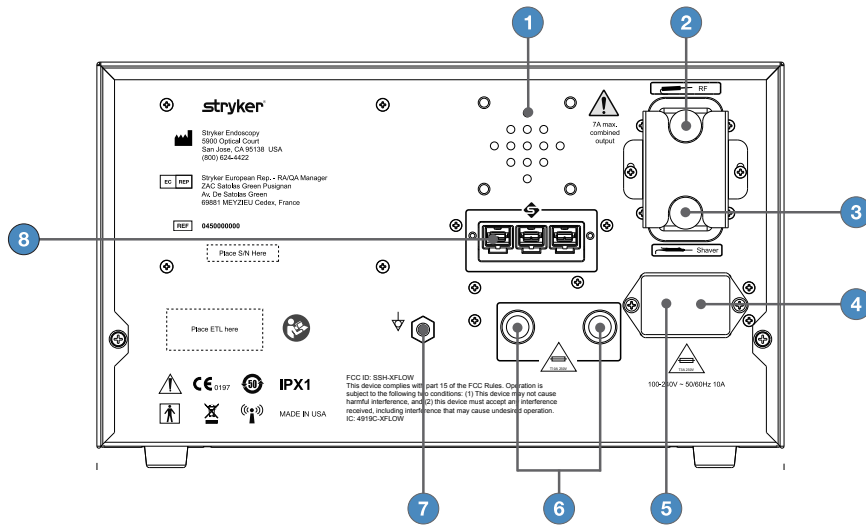 1
2
RF
stryker
7A max.
combined
output
Stryker Endoscopy
5900 Optical Court
San Jose, CA 95138 USA
(800) 624-4422
EC REP
Stryker European Rep. - RA/QA Manager
ZAC Satolas Green Pusignan
Av, De Satolas Green
69881 MEYZIEU Cedex, France
3
REF 0450000000
8
Shaver
Place S/N Here
4
Place ETL here
T10A 250V
100-240V ~ 50/60Hz 10A
CE 0197
50
IPX1
FCC ID: SSH-XFLOW
This device complies with part 15 of the FCC Rules. Operation is
subject to the following two conditions: (1) This device may not cause
harmful interference, and (2) this device must accept any interference
received, including interference that may cause undesired operation.
IC: 4919C-XFLOW
MADE IN USA
7
6
5